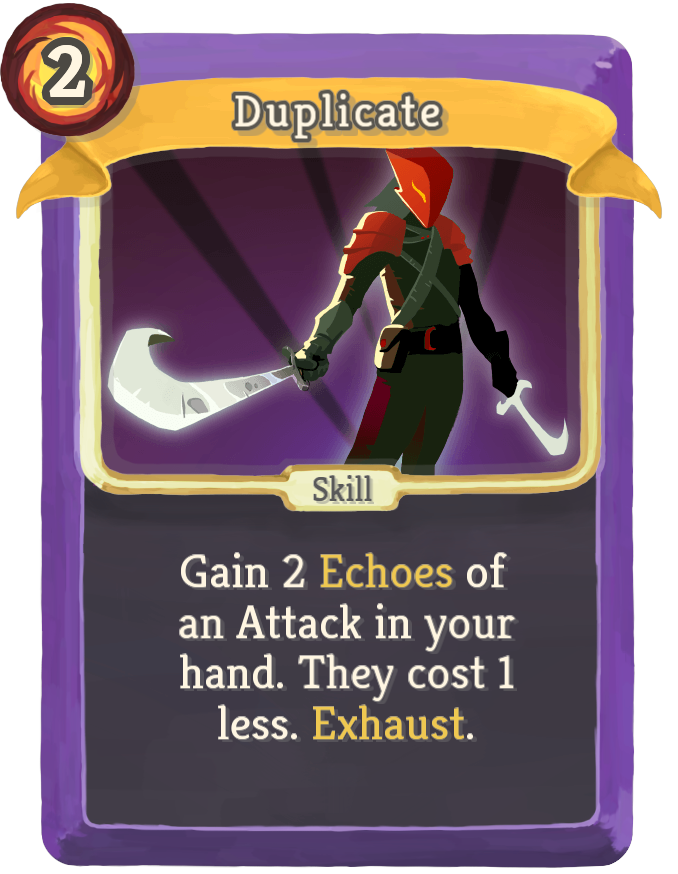 2
Duplicate
Skill
Gain 2 Echoes of
an Attack in your
hand. They cost 1
less. Exhaust.